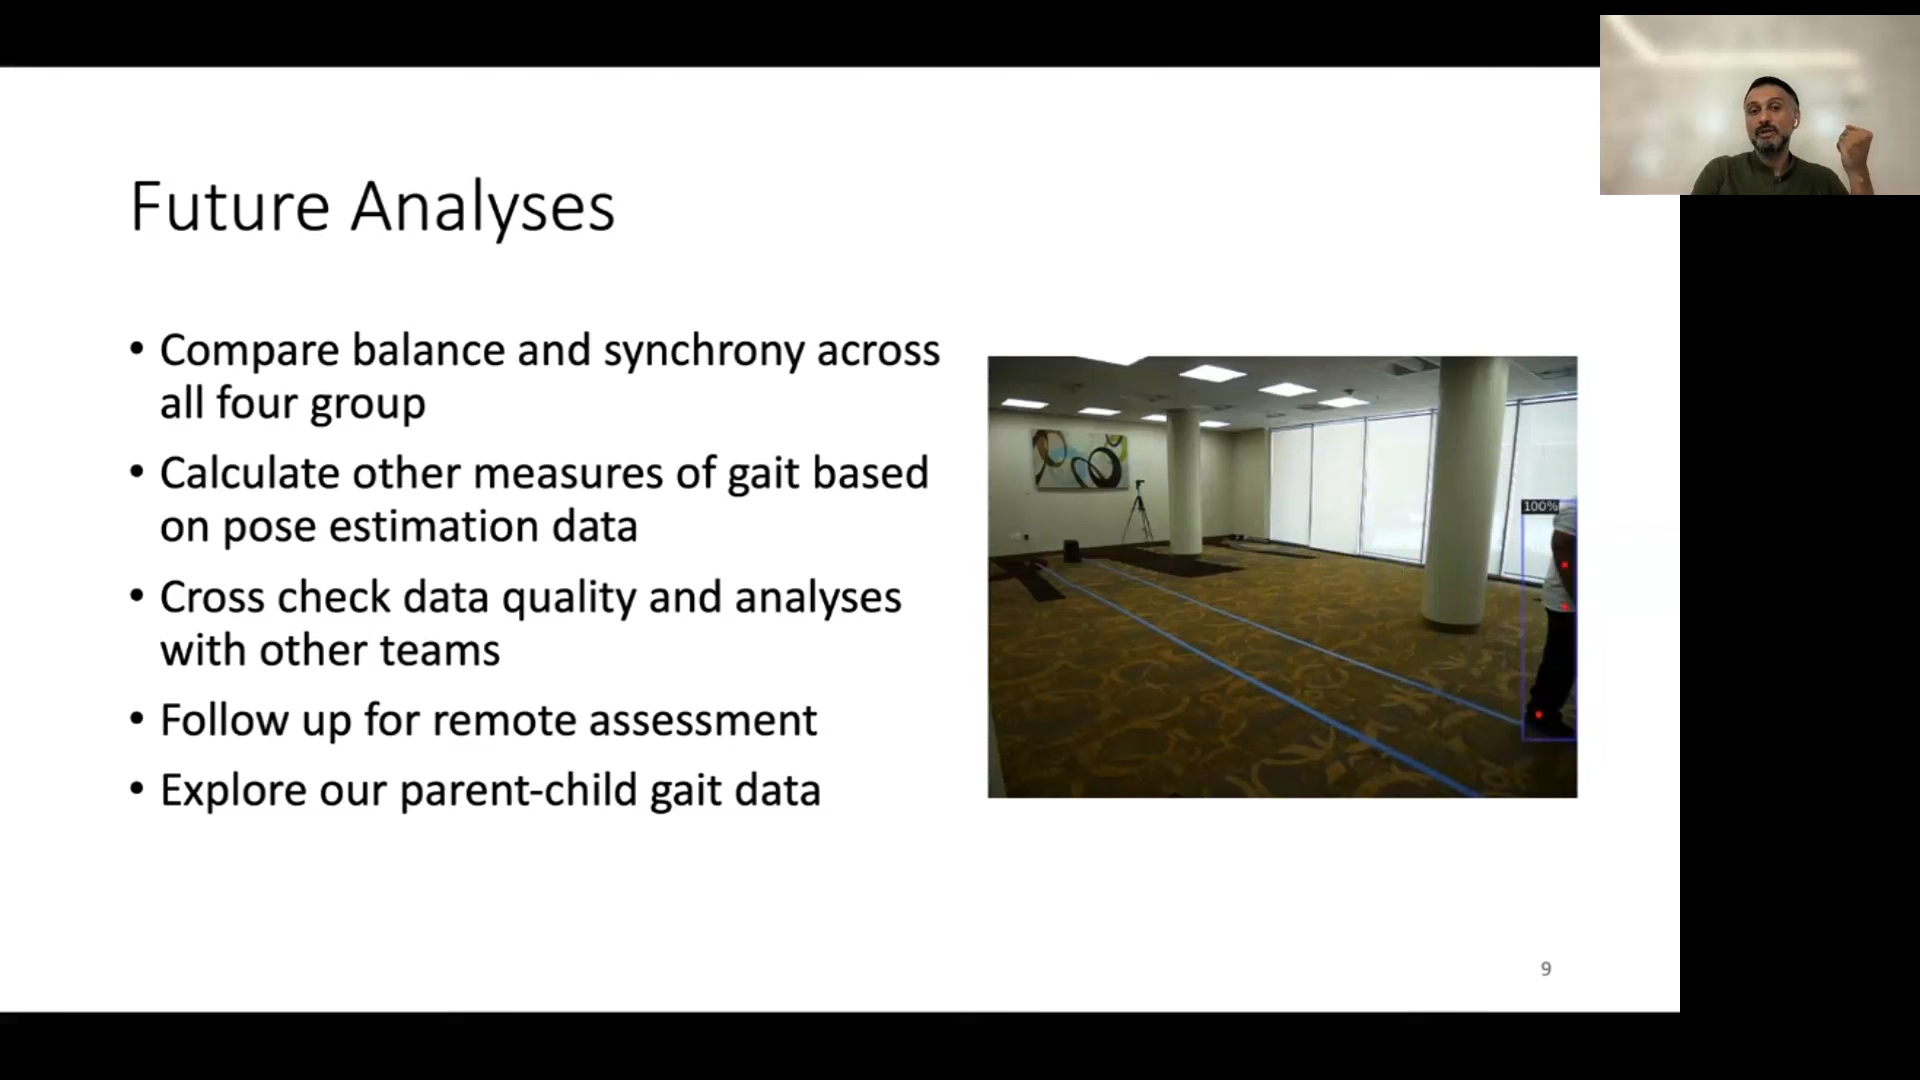 Future Analyses
• Compare balance and synchrony across
all four group
• Calculate other measures of gait based
on pose estimation data
• Cross check data quality and analyses
with other teams
• Follow up for remote assessment
• Explore our parent-child gait data
100%
9